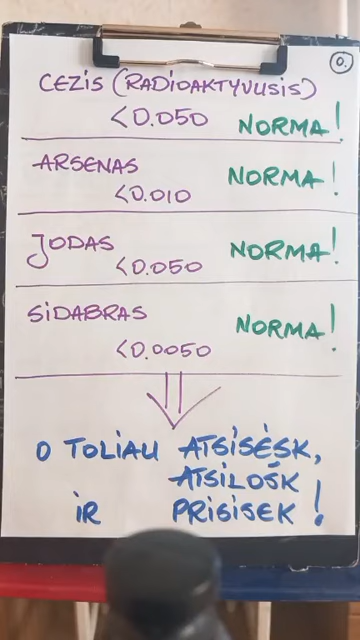 0.
CEZIS (RADIOAKTYVUSIS)
<0.050 NORMA!
ARSENAS
NORMA!
<0.010
JODAS
NORMA!
<0.050
SIDABRAS
NORMA!
<0.0050
O TOLIAU ATSISĖSK,
ATSILOŠK
IR PRISISEK!